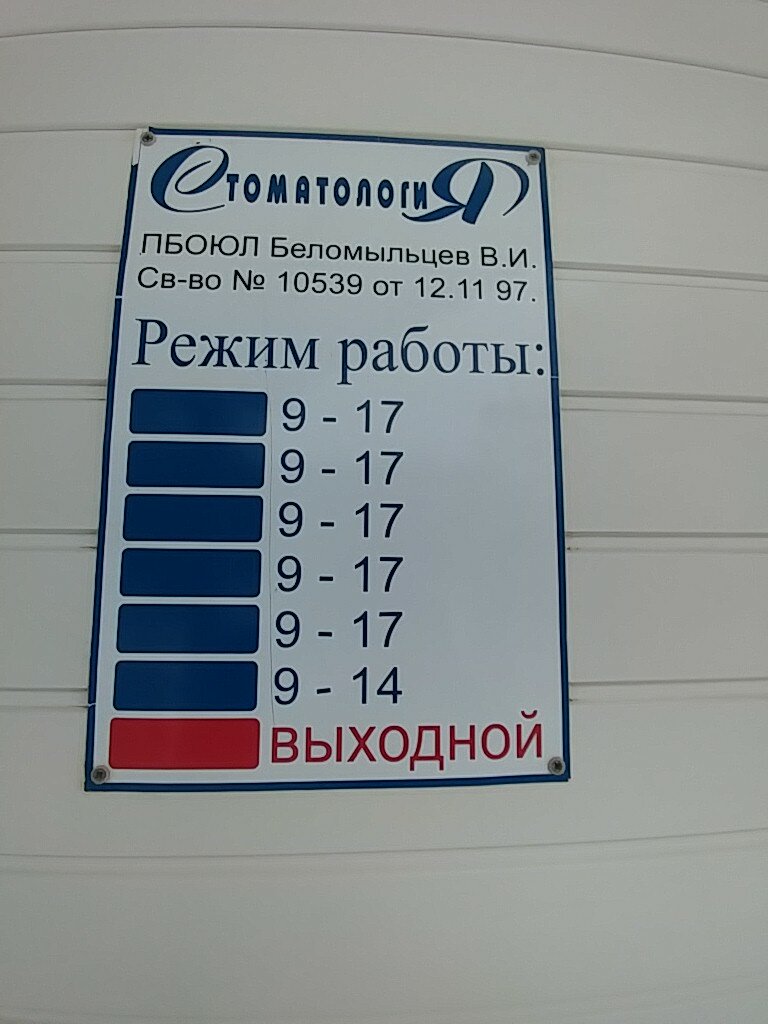 Стоматология
ПБОЮЛ Беломыльцев В.И.
Св-во № 10539 от 12.11 97.
Режим работы:
9 - 17
9 - 17
9 - 17
9 - 17
9 - 17
9 - 14
выходной